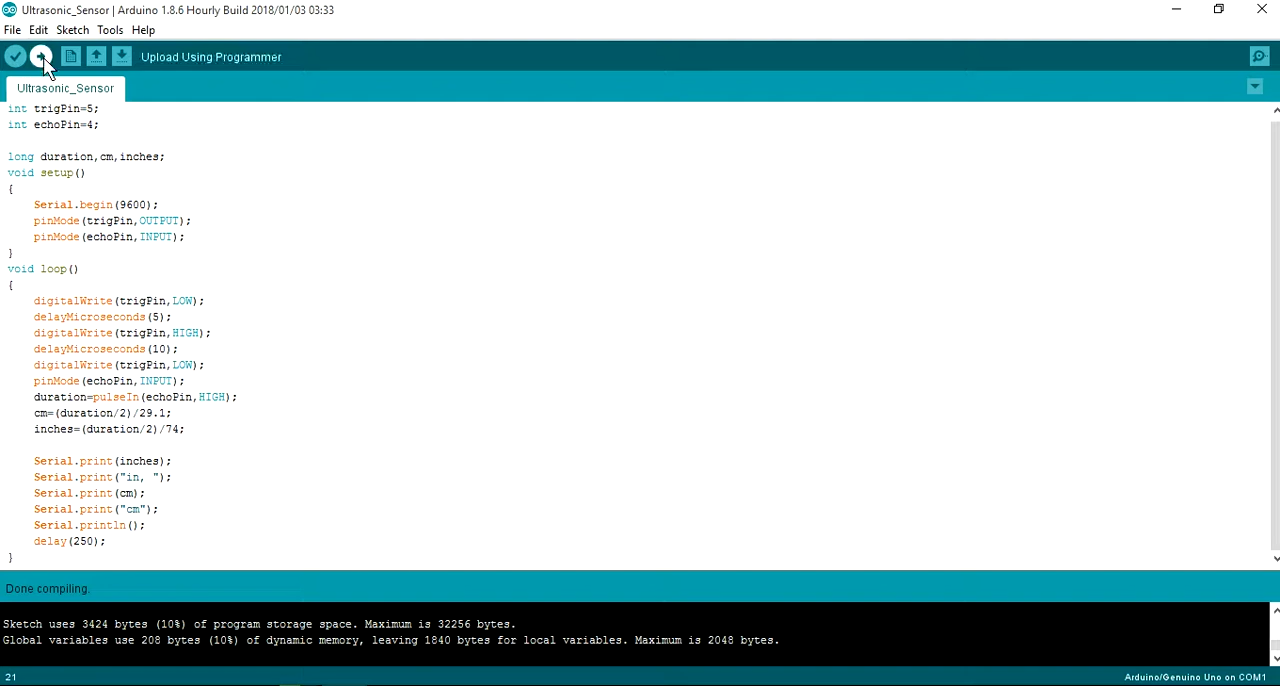 Ultrasonic_Sensor | Arduino 1.8.6 Hourly Build 2018/01/03 03:33
File Edit Sketch Tools Help
Upload Using Programmer
Ultrasonic_Sensor
int trigPin=5;
int echoPin=4;
long duration,cm,inches;
void setup()
{
Serial.begin(9600);
pinMode(trigPin,OUTPUT);
pinMode(echoPin,INPUT);
}
void loop()
{
digitalWrite(trigPin,LOW);
delayMicroseconds(5);
digitalWrite(trigPin,HIGH);
delayMicroseconds(10);
digitalWrite(trigPin,LOW);
pinMode(echoPin,INPUT);
duration=pulseIn(echoPin,HIGH);
cm=(duration/2)/29.1;
inches=(duration/2)/74;
Serial.print(inches);
Serial.print("in, ");
Serial.print(cm);
Serial.print("cm");
Serial.println();
delay(250);
}
Done compiling.
Sketch uses 3424 bytes (10%) of program storage space. Maximum is 32256 bytes.
Global variables use 208 bytes (10%) of dynamic memory, leaving 1840 bytes for local variables. Maximum is 2048 bytes.
21 Arduino/Genuino Uno on COM1